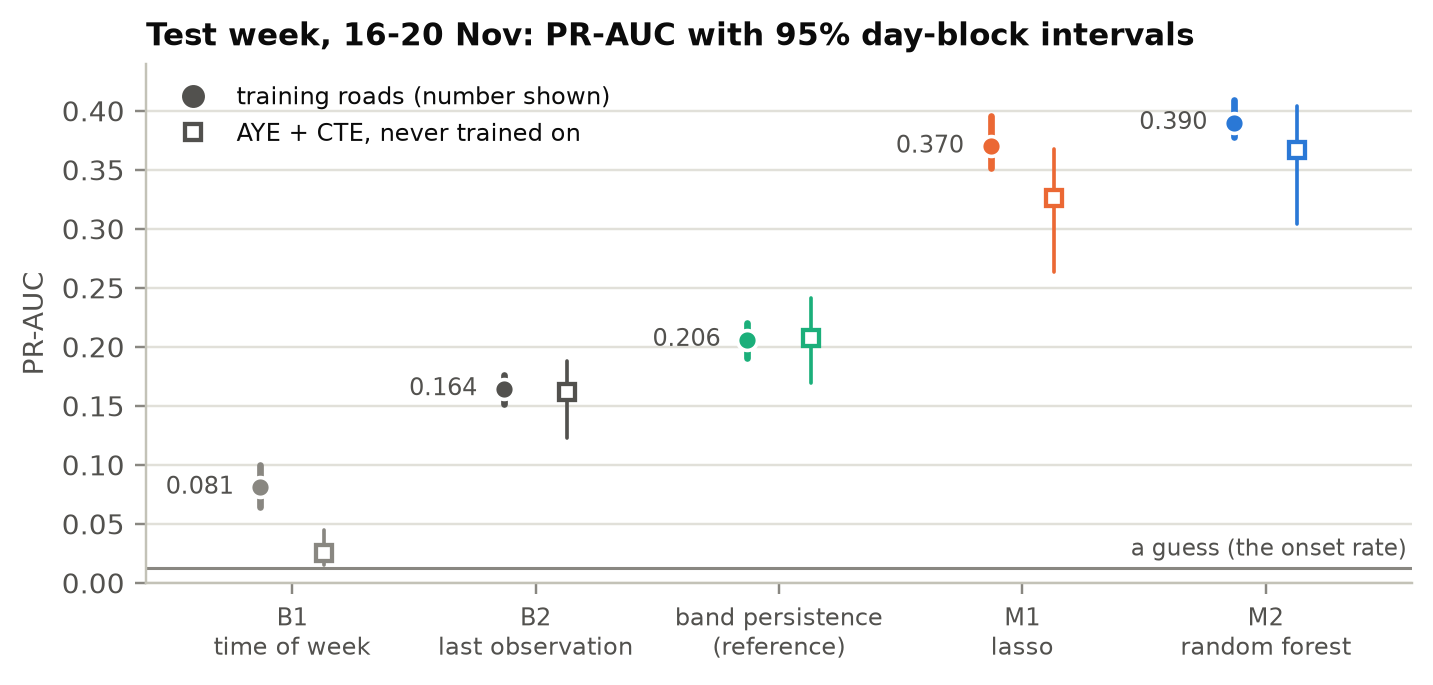 Test week, 16-20 Nov: PR-AUC with 95% day-block intervals
training roads (number shown)
AYE + CTE, never trained on
PR-AUC
0.40
0.35
0.30
0.25
0.20
0.15
0.10
0.05
0.00
0.081
0.164
0.206
0.370
0.390
a guess (the onset rate)
B1
time of week
B2
last observation
band persistence
(reference)
M1
lasso
M2
random forest